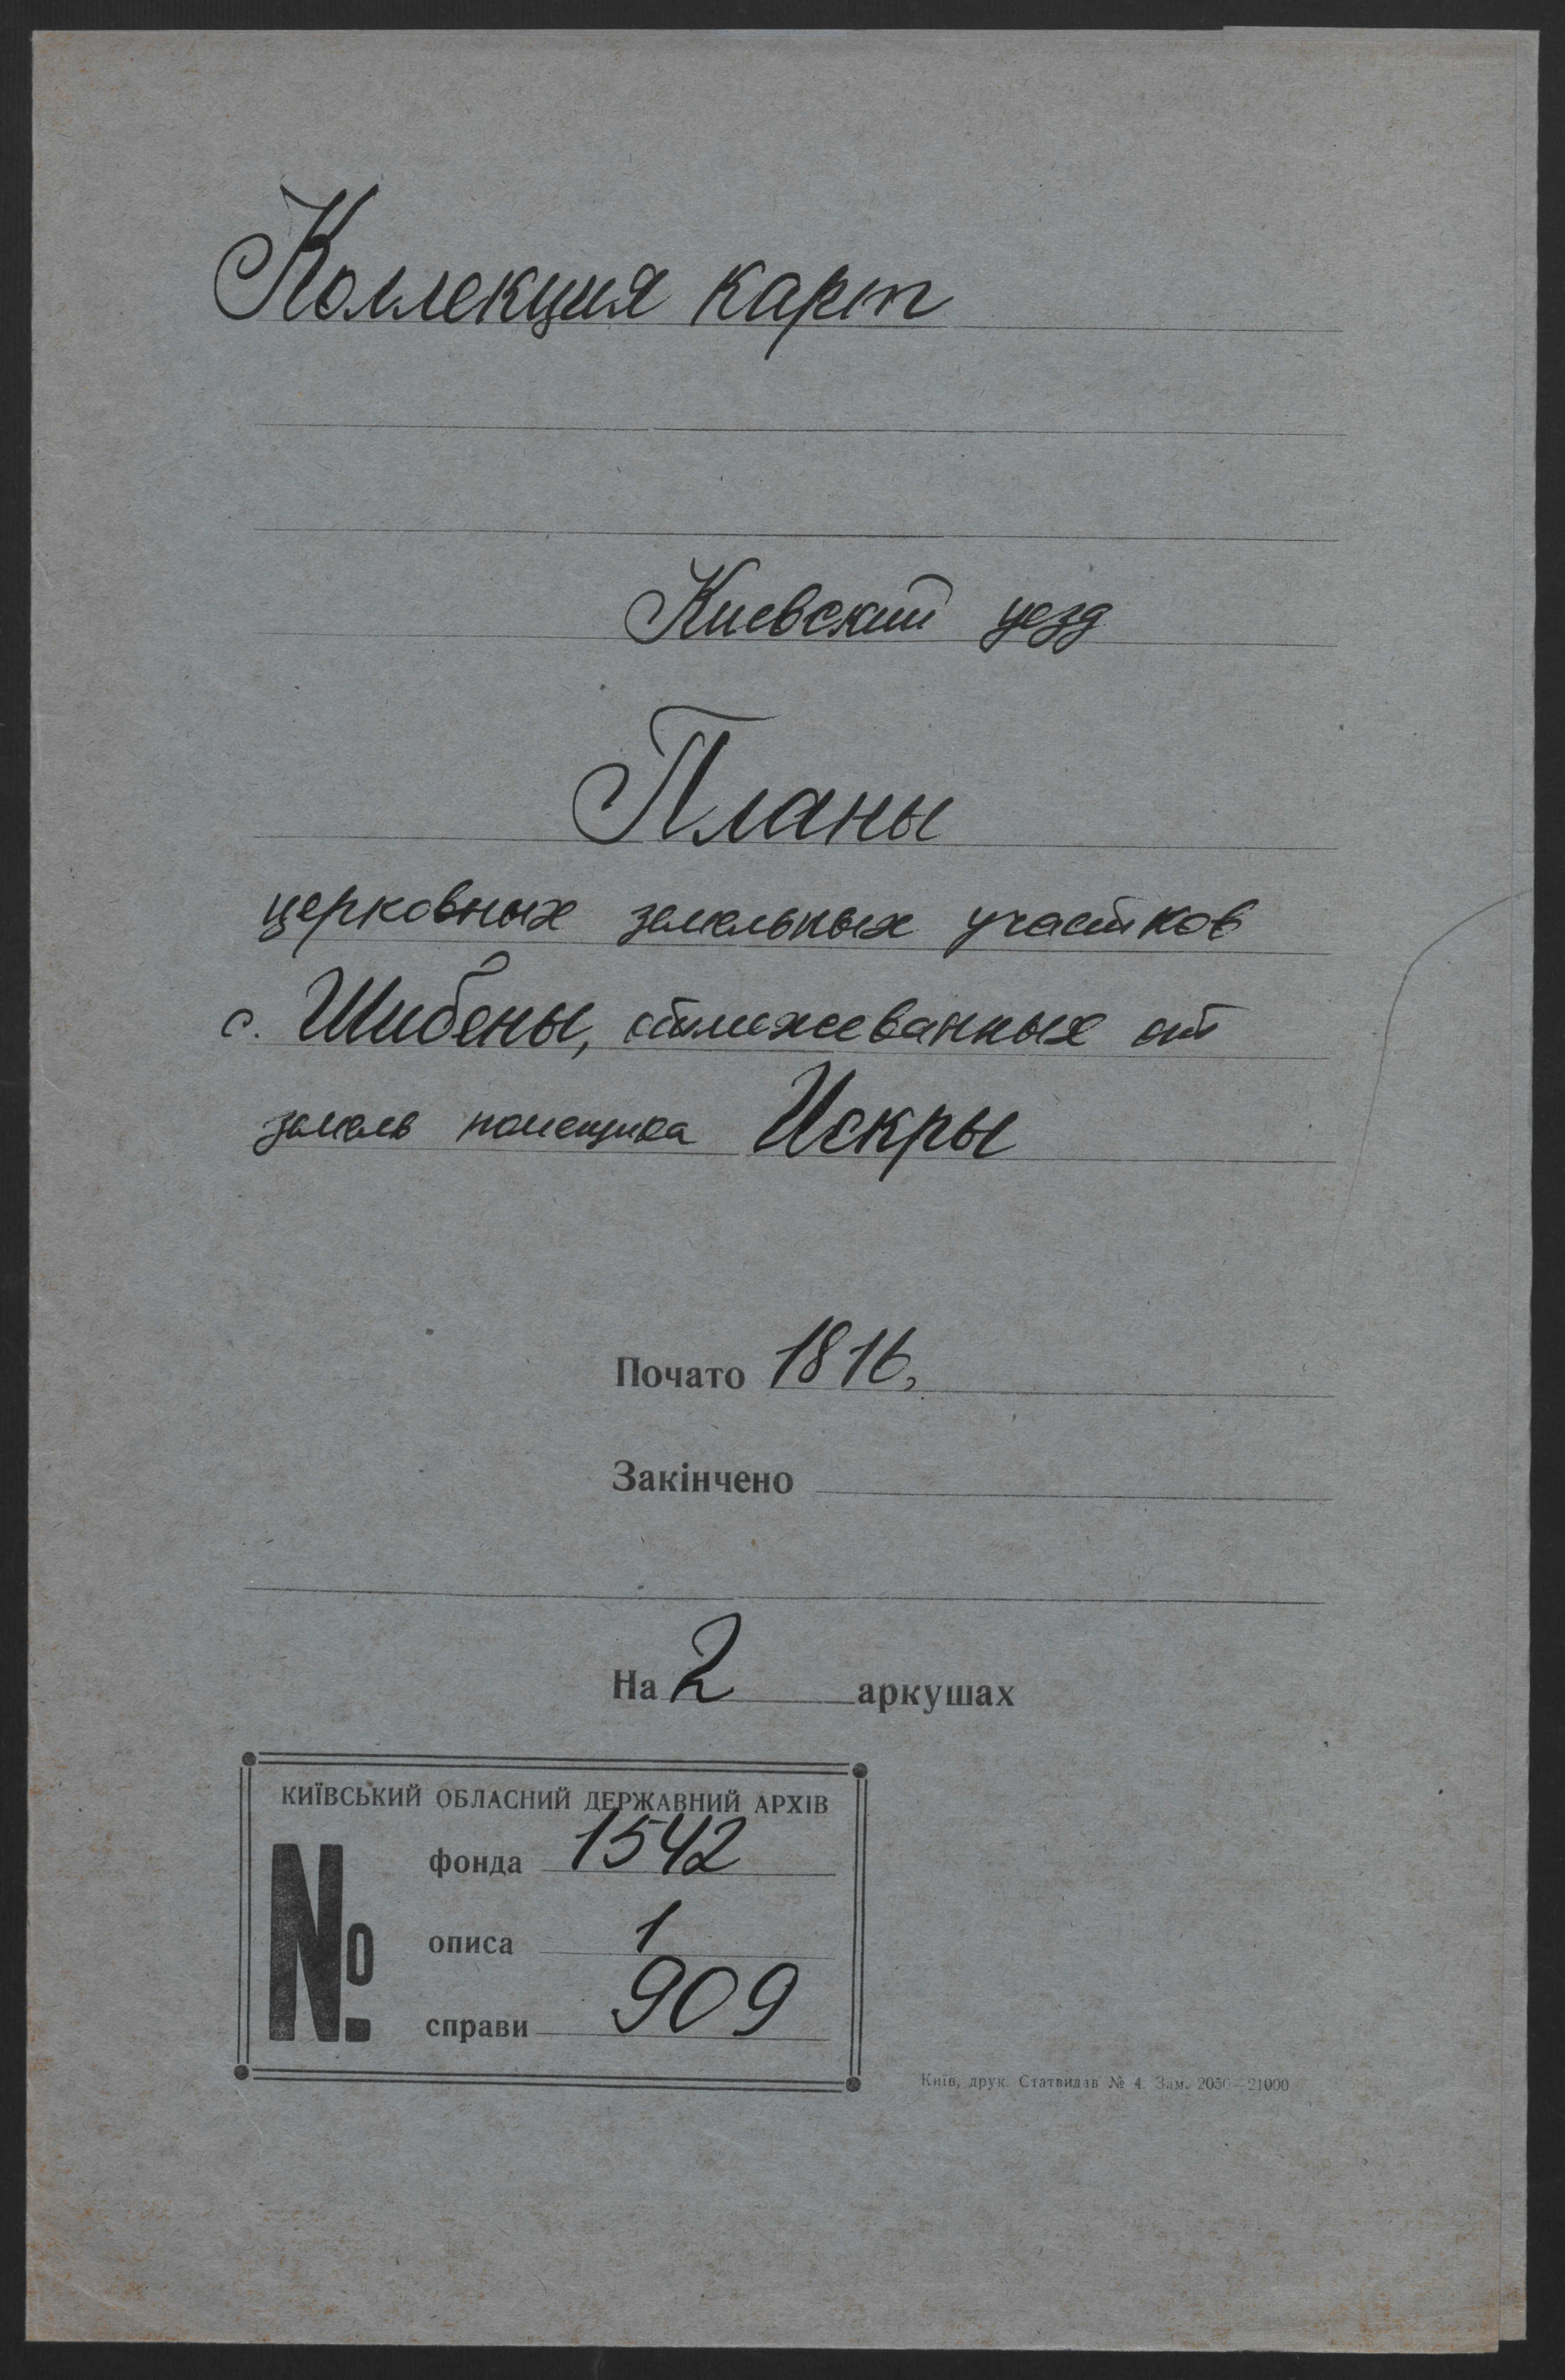 Коллекция карт
Киевский уезд
Планы
церковных земельных участков
с. Шибены, отмежеванных от
земель помещика Искры
Почато 1816,
Закінчено
На 2 аркушах
КИЇВСЬКИЙ ОБЛАСНИЙ ДЕРЖАВНИЙ АРХІВ
№
фонда 1542
описа 1
справи 909
Київ, друк. Статвидав № 4. Зам. 2050—21000